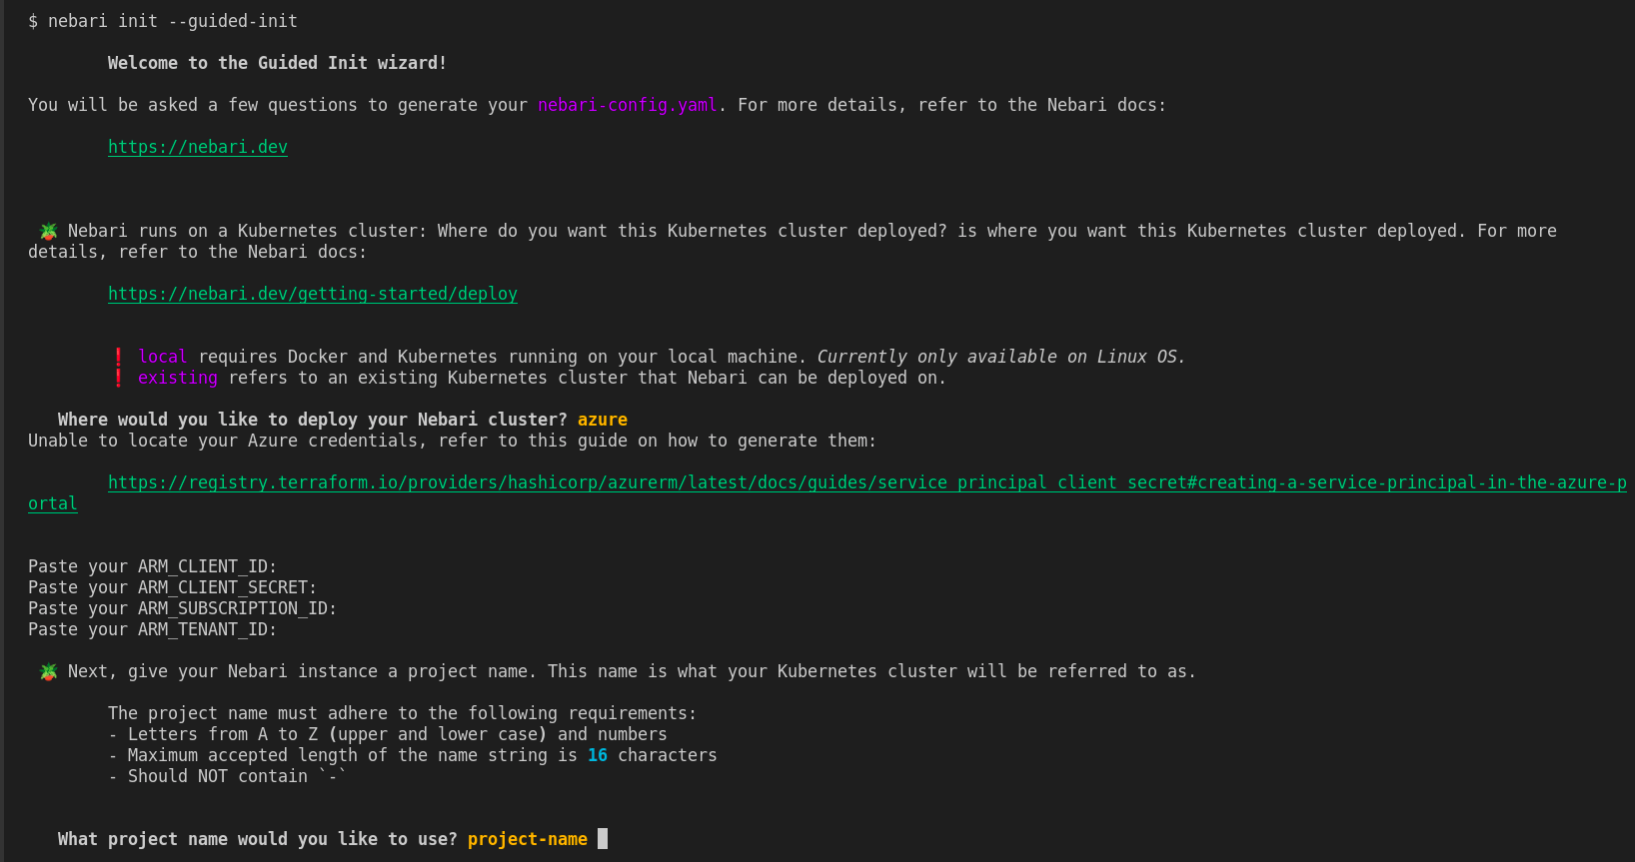 $ nebari init --guided-init
Welcome to the Guided Init wizard!
You will be asked a few questions to generate your nebari-config.yaml. For more details, refer to the Nebari docs:
https://nebari.dev
Nebari runs on a Kubernetes cluster: Where do you want this Kubernetes cluster deployed? is where you want this Kubernetes cluster deployed. For more
details, refer to the Nebari docs:
https://nebari.dev/getting-started/deploy
❗ local requires Docker and Kubernetes running on your local machine. Currently only available on Linux OS.
❗ existing refers to an existing Kubernetes cluster that Nebari can be deployed on.
Where would you like to deploy your Nebari cluster? azure
Unable to locate your Azure credentials, refer to this guide on how to generate them:
https://registry.terraform.io/providers/hashicorp/azurerm/latest/docs/guides/service_principal_client_secret#creating-a-service-principal-in-the-azure-p
ortal
Paste your ARM_CLIENT_ID:
Paste your ARM_CLIENT_SECRET:
Paste your ARM_SUBSCRIPTION_ID:
Paste your ARM_TENANT_ID:
Next, give your Nebari instance a project name. This name is what your Kubernetes cluster will be referred to as.
The project name must adhere to the following requirements:
- Letters from A to Z (upper and lower case) and numbers
- Maximum accepted length of the name string is 16 characters
- Should NOT contain `-`
What project name would you like to use? project-name